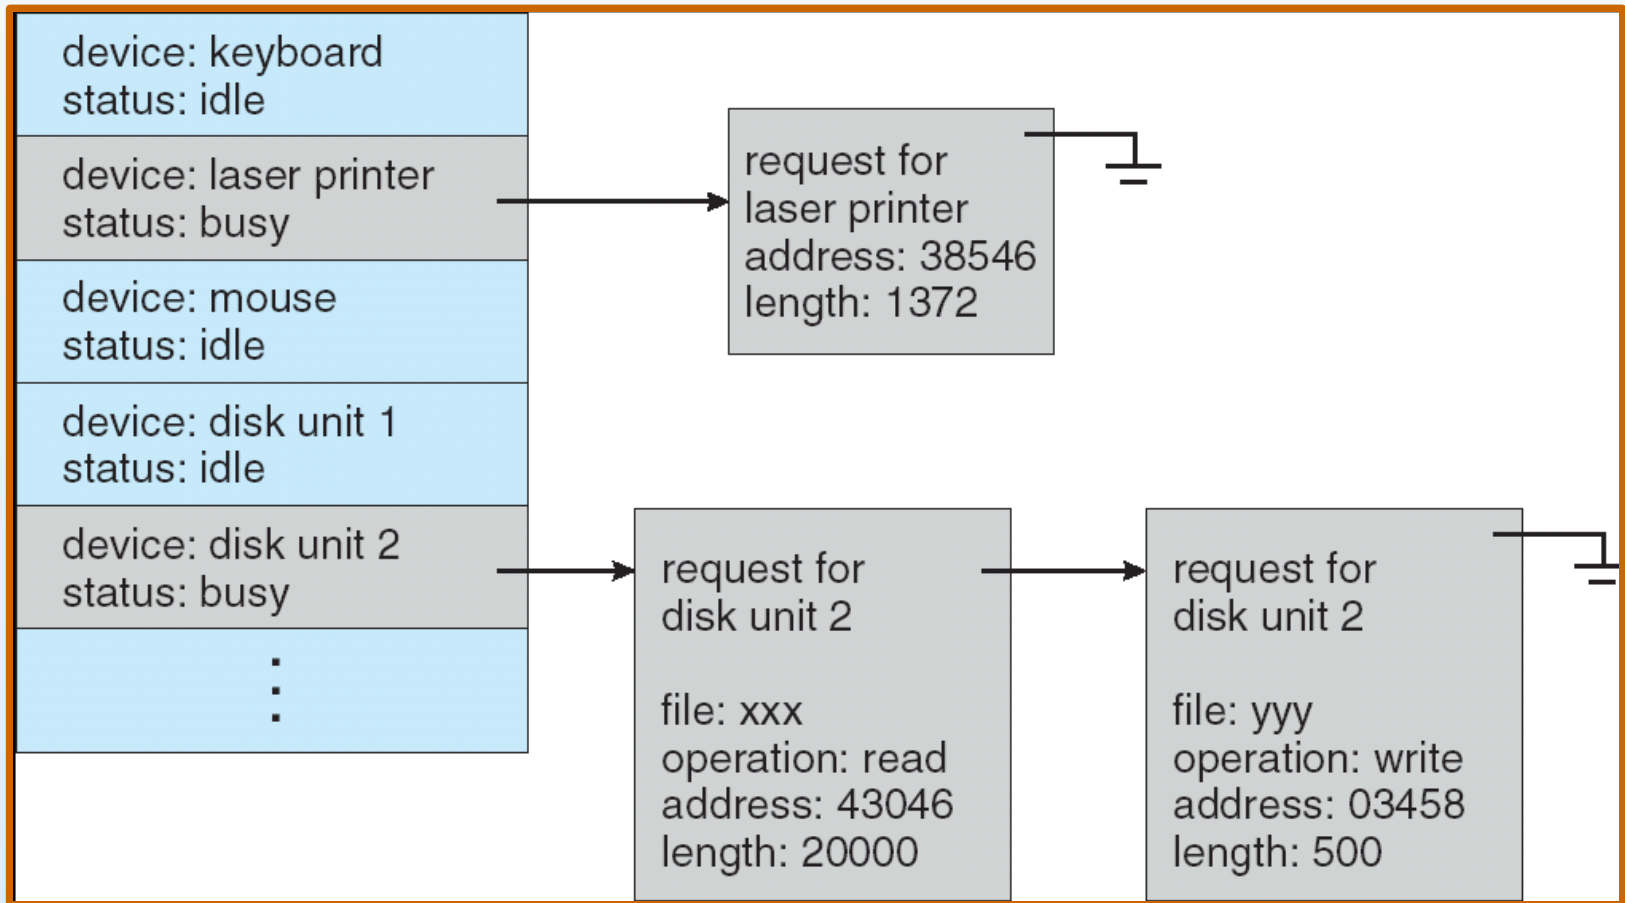 device: keyboard
status: idle
device: laser printer
status: busy
device: mouse
status: idle
device: disk unit 1
status: idle
device: disk unit 2
status: busy
request for
laser printer
address: 38546
length: 1372
request for
disk unit 2
file: xxx
operation: read
address: 43046
length: 20000
request for
disk unit 2
file: yyy
operation: write
address: 03458
length: 500